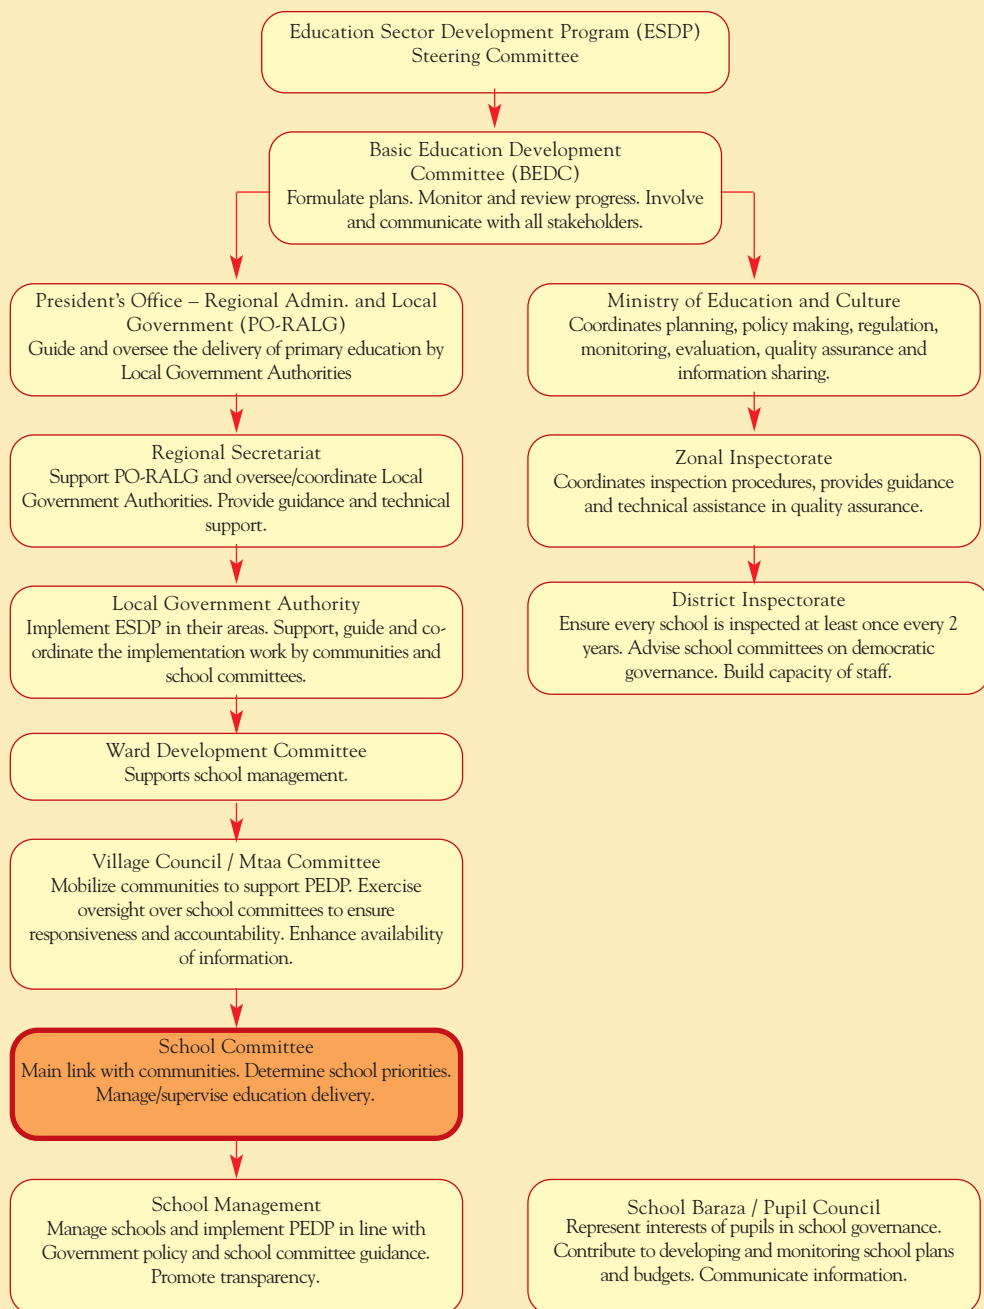 Education Sector Development Program (ESDP)
Steering Committee
Basic Education Development
Committee (BEDC)
Formulate plans. Monitor and review progress. Involve
and communicate with all stakeholders.
President's Office – Regional Admin. and Local
Government (PO-RALG)
Guide and oversee the delivery of primary education by
Local Government Authorities
Ministry of Education and Culture
Coordinates planning, policy making, regulation,
monitoring, evaluation, quality assurance and
information sharing.
Regional Secretariat
Support PO-RALG and oversee/coordinate Local
Government Authorities. Provide guidance and technical
support.
Zonal Inspectorate
Coordinates inspection procedures, provides guidance
and technical assistance in quality assurance.
Local Government Authority
Implement ESDP in their areas. Support, guide and co-
ordinate the implementation work by communities and
school committees.
District Inspectorate
Ensure every school is inspected at least once every 2
years. Advise school committees on democratic
governance. Build capacity of staff.
Ward Development Committee
Supports school management.
Village Council / Mtaa Committee
Mobilize communities to support PEDP. Exercise
oversight over school committees to ensure
responsiveness and accountability. Enhance availability
of information.
School Committee
Main link with communities. Determine school priorities.
Manage/supervise education delivery.
School Management
Manage schools and implement PEDP in line with
Government policy and school committee guidance.
Promote transparency.
School Baraza / Pupil Council
Represent interests of pupils in school governance.
Contribute to developing and monitoring school plans
and budgets. Communicate information.